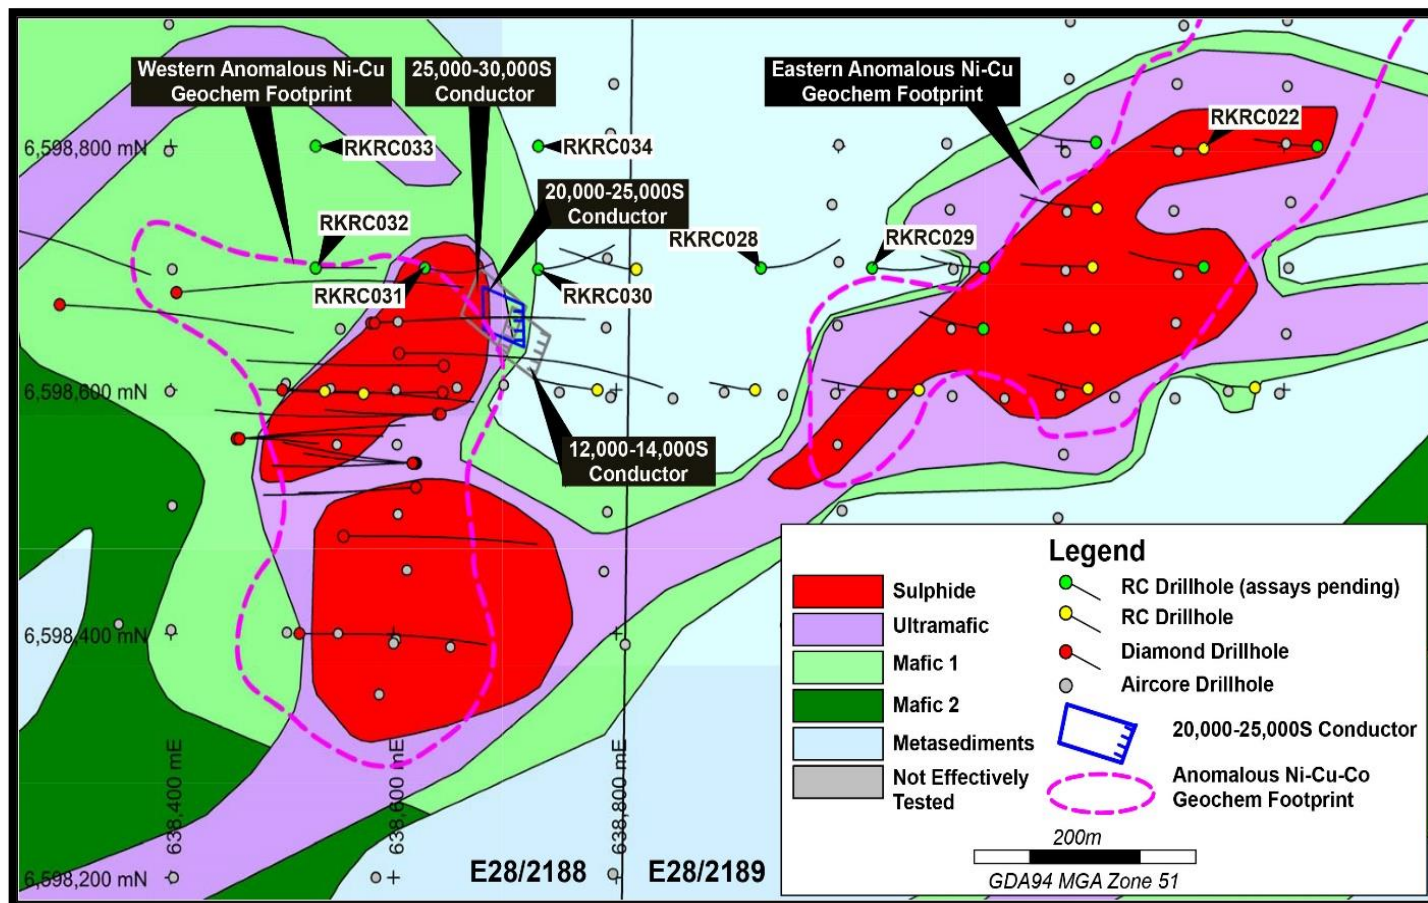 Western Anomalous Ni-Cu
Geochem Footprint
25,000-30,000S
Conductor
Eastern Anomalous Ni-Cu
Geochem Footprint
RKRC022
6,598,800 mN
RKRC033
RKRC034
20,000-25,000S
Conductor
RKRC032
RKRC028
RKRC029
RKRC031
RKRC030
6,598,600 mN
12,000-14,000S
Conductor
6,598,400 mN
638,400 mE
638,600 mE
638,800 mE
6,598,200 mN
E28/2188
E28/2189
Legend
Sulphide
Ultramafic
Mafic 1
Mafic 2
Metasediments
Not Effectively
Tested
RC Drillhole (assays pending)
RC Drillhole
Diamond Drillhole
Aircore Drillhole
20,000-25,000S Conductor
Anomalous Ni-Cu-Co
Geochem Footprint
200m
GDA94 MGA Zone 51